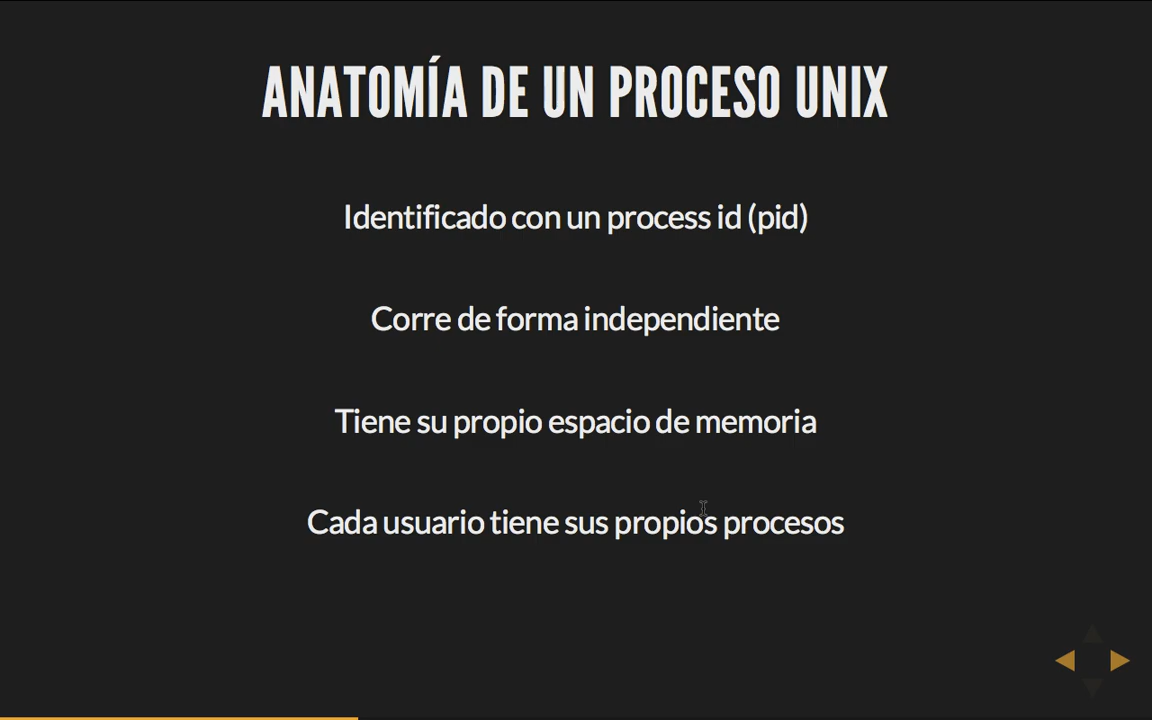 ANATOMÍA DE UN PROCESO UNIX
Identificado con un process id (pid)
Corre de forma independiente
Tiene su propio espacio de memoria
Cada usuario tiene sus propios procesos